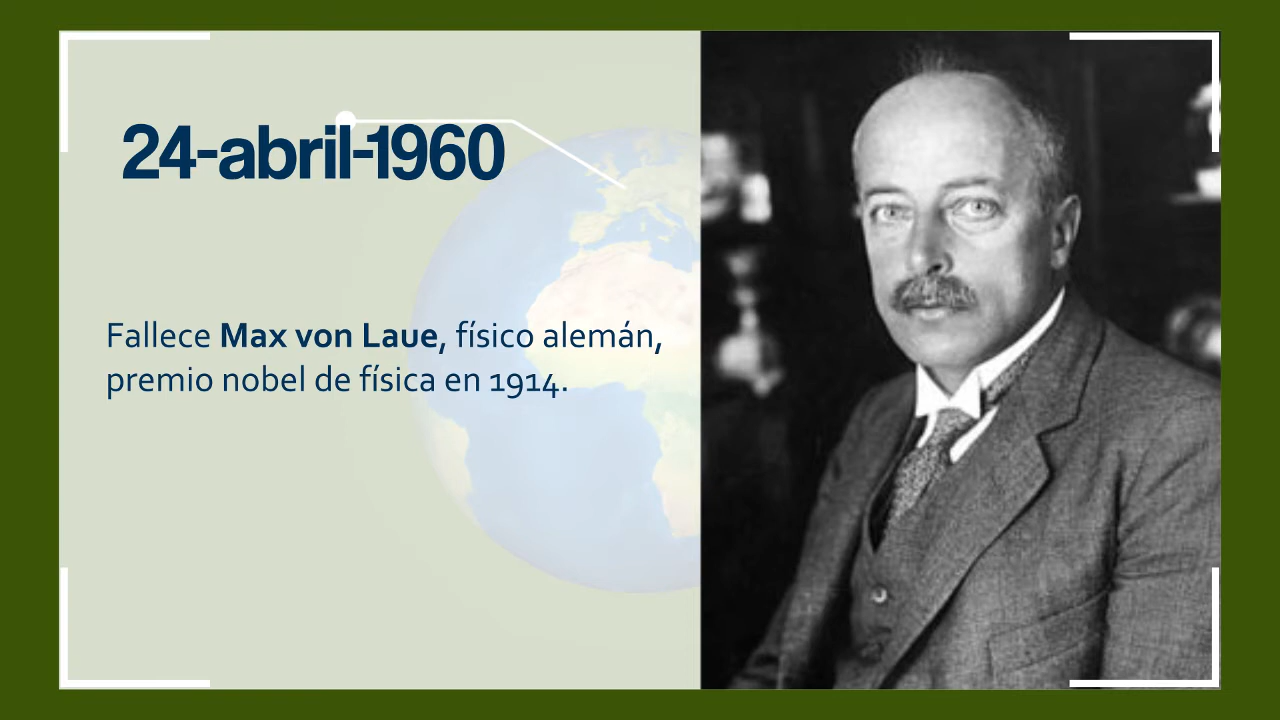 24-abril-1960
Fallece Max von Laue, físico alemán,
premio nobel de física en 1914.